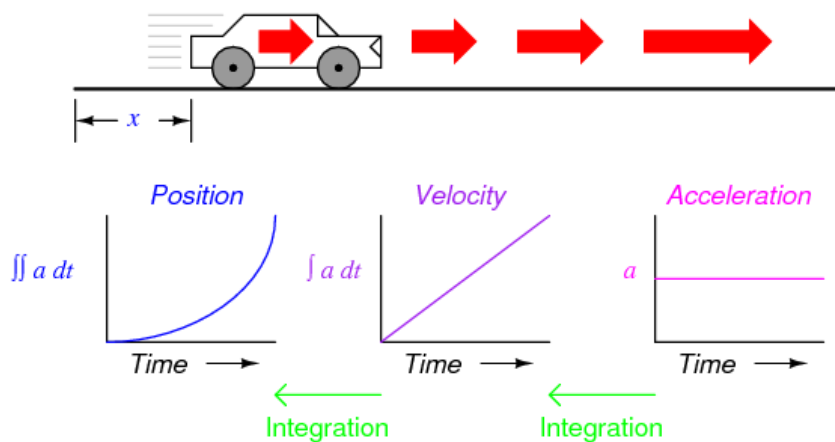 x
Position Velocity Acceleration
∫∫ a dt ∫ a dt a
Time Time Time
Integration Integration